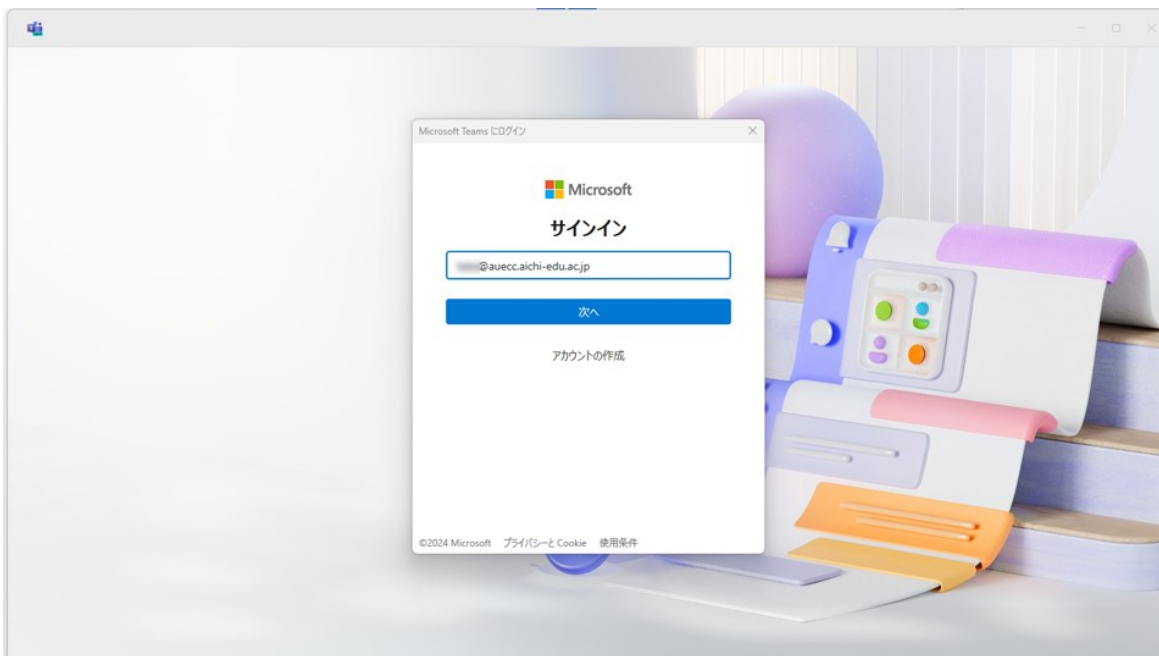 Microsoft Teams にログイン
Microsoft
サインイン
@auecc.aichi-edu.ac.jp
次へ
アカウントの作成
©2024 Microsoft プライバシーと Cookie 使用条件